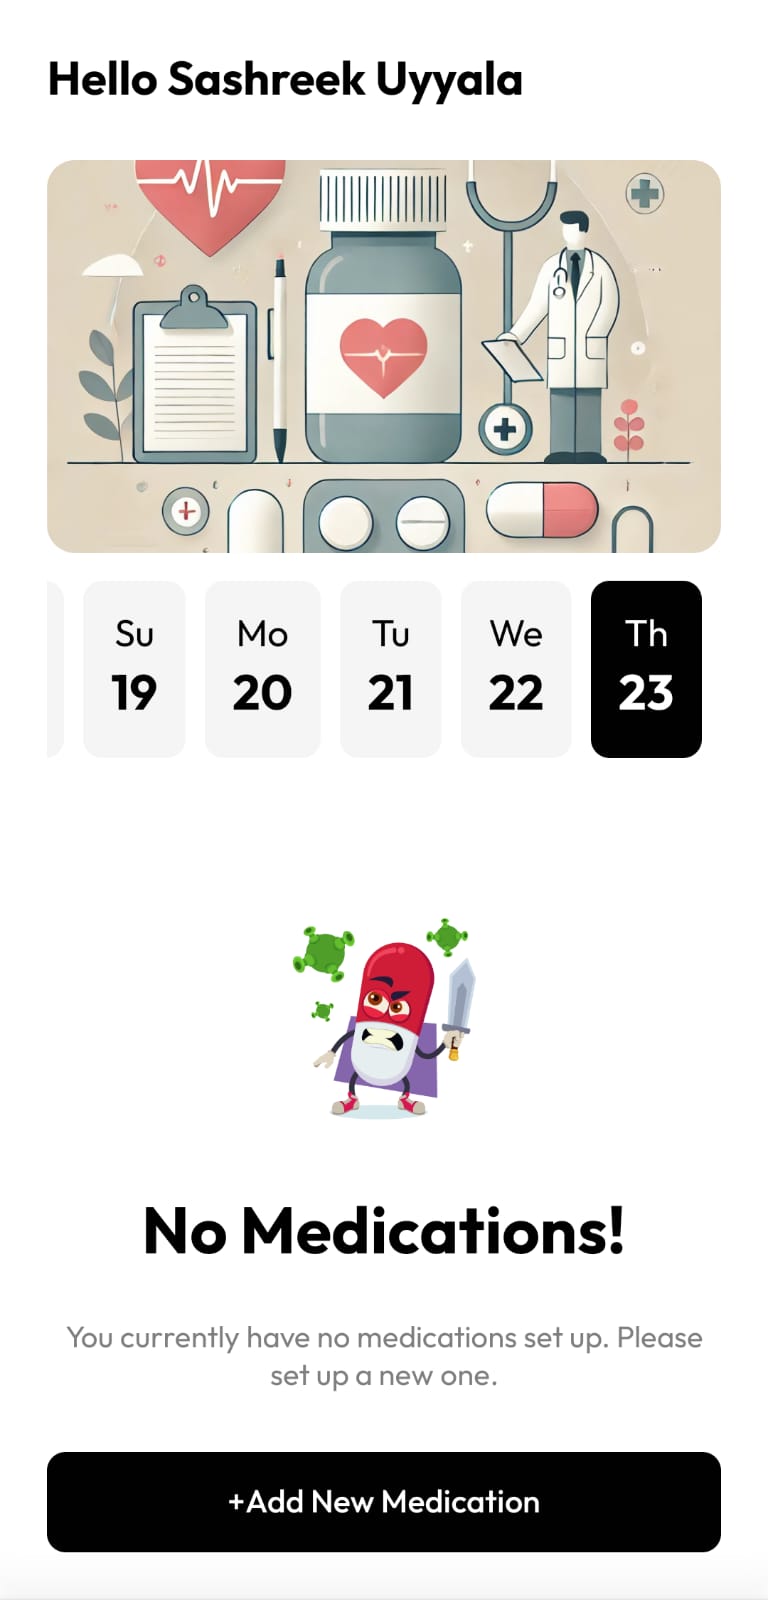 Hello Sashreek Uyyala
Su Mo Tu We Th
19 20 21 22 23
No Medications!
You currently have no medications set up. Please
set up a new one.
+Add New Medication